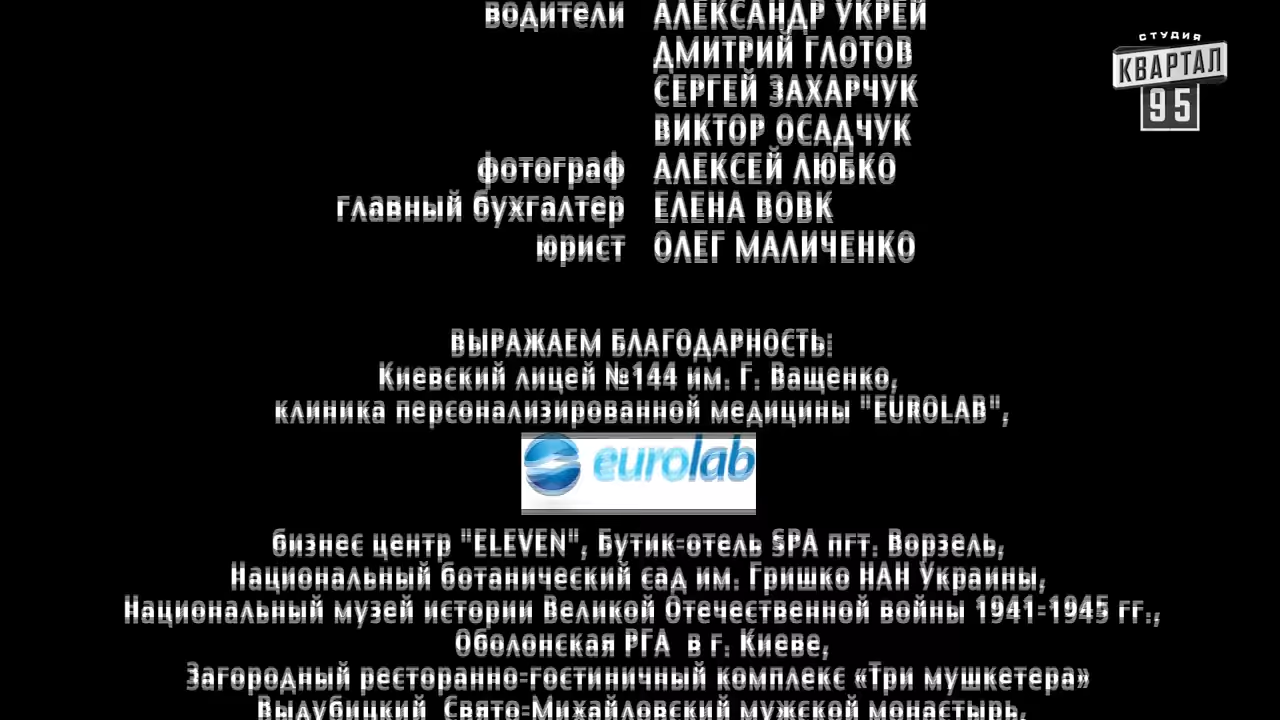 водители АЛЕКСАНДР УКРЕЙ
ДМИТРИЙ ГЛОТОВ
СЕРГЕЙ ЗАХАРЧУК
ВИКТОР ОСАДЧУК
фотограф АЛЕКСЕЙ ЛЮБКО
главный бухгалтер ЕЛЕНА ВОВК
юрист ОЛЕГ МАЛИЧЕНКО
СТУДИЯ
КВАРТАЛ
95
ВЫРАЖАЕМ БЛАГОДАРНОСТЬ:
Киевский лицей №144 им. Г. Ващенко,
клиника персонализированной медицины "EUROLAB",
eurolab
бизнес центр "ELEVEN", Бутик-отель SPA пгт. Ворзель,
Национальный ботанический сад им. Гришко НАН Украины,
Национальный музей истории Великой Отечественной войны 1941-1945 гг.,
Оболонская РГА в г. Киеве,
Загородный ресторанно-гостиничный комплекс «Три мушкетера»
Выдубицкий Свято-Михайловский мужской монастырь,